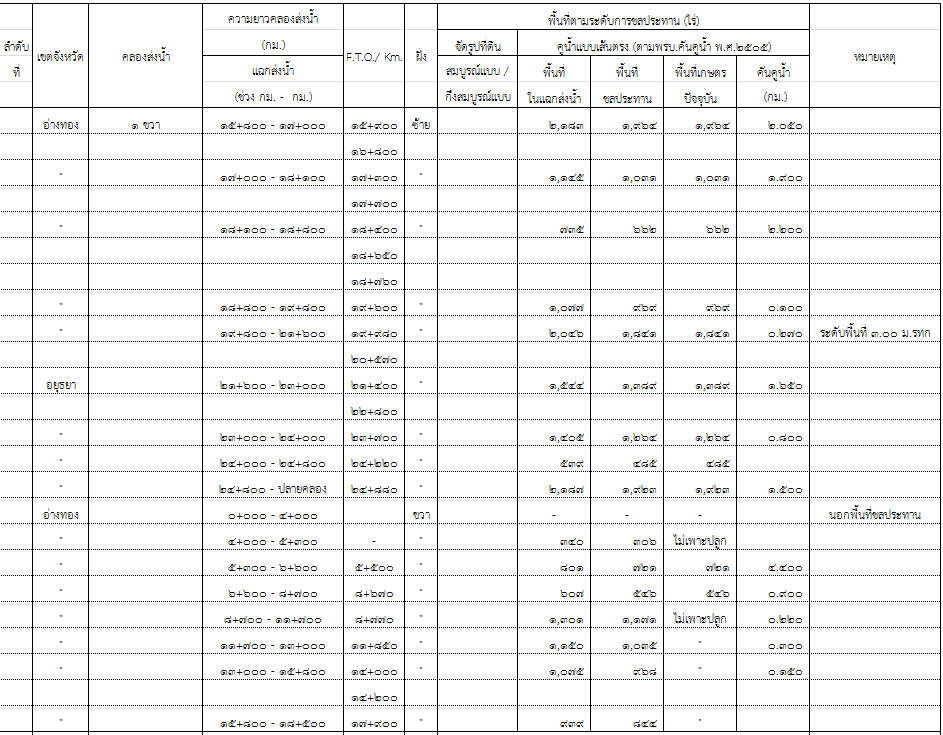 ลำดับที่ เขตจังหวัด คลองส่งน้ำ ความยาวคลองส่งน้ำ (กม.) แฉกส่งน้ำ (ช่วง กม. - กม.) F.T.O./ Km. ฝั่ง พื้นที่ตามระดับการชลประทาน (ไร่) หมายเหตุ
จัดรูปที่ดิน สมบูรณ์แบบ / กึ่งสมบูรณ์แบบ คูน้ำแบบเส้นตรง (ตามพรบ.คันคูน้ำ พ.ศ.๒๕๐๕)
พื้นที่ในแฉกส่งน้ำ พื้นที่ชลประทาน พื้นที่เกษตรปัจจุบัน คันคูน้ำ (กม.)
อ่างทอง ๑ ขวา ๑๕+๘๐๐ - ๑๗+๐๐๐ ๑๕+๙๐๐ ซ้าย ๒,๑๘๓ ๑,๙๖๔ ๑,๙๖๔ ๒.๐๕๐
๑๖+๘๐๐
" ๑๗+๐๐๐ - ๑๘+๑๐๐ ๑๗+๓๐๐ " ๑,๑๔๕ ๑,๐๓๑ ๑,๐๓๑ ๑.๙๐๐
๑๗+๗๐๐
" ๑๘+๑๐๐ - ๑๘+๘๐๐ ๑๘+๔๐๐ " ๗๓๕ ๖๖๒ ๖๖๒ ๒.๒๐๐
๑๘+๖๕๐
๑๘+๗๖๐
" ๑๘+๘๐๐ - ๑๙+๘๐๐ ๑๙+๖๐๐ " ๑,๐๗๗ ๙๖๙ ๙๖๙ ๐.๑๐๐
" ๑๙+๘๐๐ - ๒๑+๖๐๐ ๑๙+๙๘๐ " ๒,๐๔๖ ๑,๘๔๑ ๑,๘๔๑ ๐.๒๗๐ ระดับพื้นที่ ๓.๐๐ ม.รทก
๒๐+๕๗๐
อยุธยา ๒๑+๖๐๐ - ๒๓+๐๐๐ ๒๑+๔๐๐ " ๑,๕๔๔ ๑,๓๘๙ ๑,๓๘๙ ๑.๖๕๐
๒๒+๘๐๐
" ๒๓+๐๐๐ - ๒๔+๐๐๐ ๒๓+๗๐๐ " ๑,๔๐๕ ๑,๒๖๔ ๑,๒๖๔ ๐.๘๐๐
" ๒๔+๐๐๐ - ๒๔+๘๐๐ ๒๔+๒๒๐ " ๕๓๙ ๔๘๕ ๔๘๕
" ๒๔+๘๐๐ - ปลายคลอง ๒๔+๘๘๐ " ๒,๑๘๗ ๑,๙๒๓ ๑,๙๒๓ ๑.๕๐๐
อ่างทอง ๐+๐๐๐ - ๔+๐๐๐ ขวา - - - นอกพื้นที่ชลประทาน
" ๔+๐๐๐ - ๕+๓๐๐ - " ๓๔๐ ๓๐๖ ไม่เพาะปลูก
" ๕+๓๐๐ - ๖+๖๐๐ ๕+๕๐๐ " ๘๐๑ ๗๒๑ ๗๒๑ ๔.๔๐๐
" ๖+๖๐๐ - ๘+๗๐๐ ๘+๖๗๐ " ๖๐๗ ๕๔๖ ๕๔๖ ๐.๙๐๐
" ๘+๗๐๐ - ๑๑+๗๐๐ ๘+๗๗๐ " ๑,๓๐๑ ๑,๑๗๑ ไม่เพาะปลูก ๐.๒๒๐
" ๑๑+๗๐๐ - ๑๓+๐๐๐ ๑๑+๘๕๐ " ๑,๑๕๐ ๑,๐๓๕ " ๐.๓๐๐
" ๑๓+๐๐๐ - ๑๕+๘๐๐ ๑๔+๐๐๐ " ๑,๐๗๕ ๙๖๘ " ๐.๑๕๐
๑๔+๒๐๐
" ๑๕+๘๐๐ - ๑๘+๕๐๐ ๑๗+๙๐๐ " ๙๓๙ ๘๔๔ "